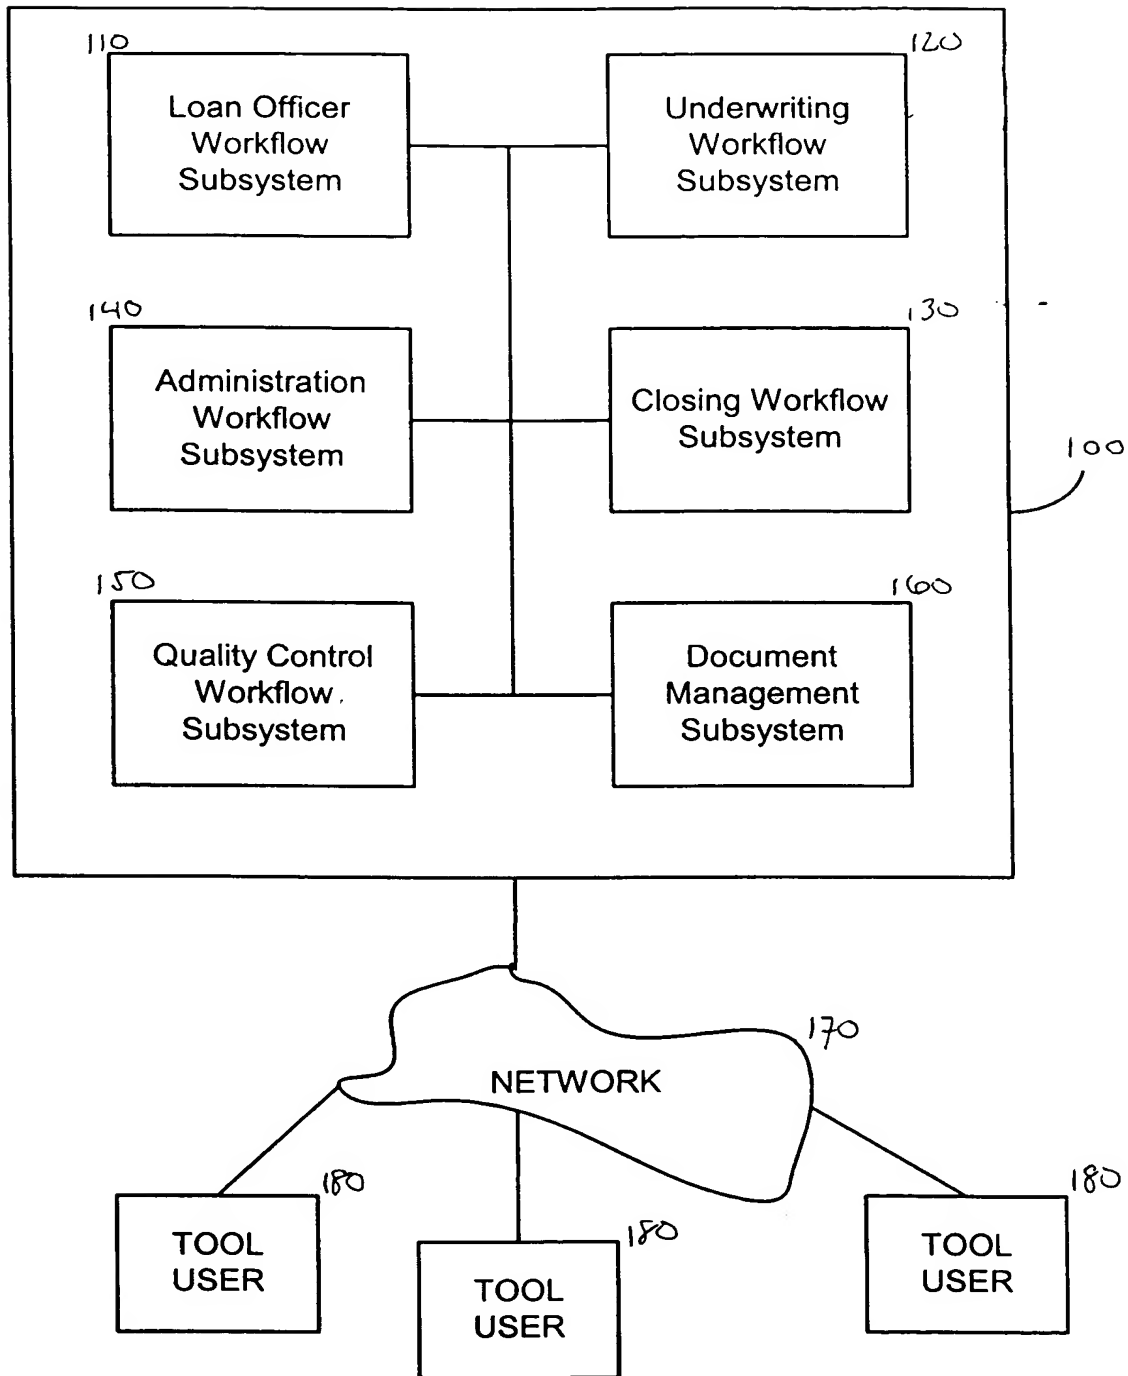 110
120
Loan Officer
Workflow
Subsystem
Underwriting
Workflow
Subsystem
140
130
Administration
Workflow
Subsystem
Closing Workflow
Subsystem
100
150
160
Quality Control
Workflow
Subsystem
Document
Management
Subsystem
170
NETWORK
180
180
180
TOOL
USER
TOOL
USER
TOOL
USER